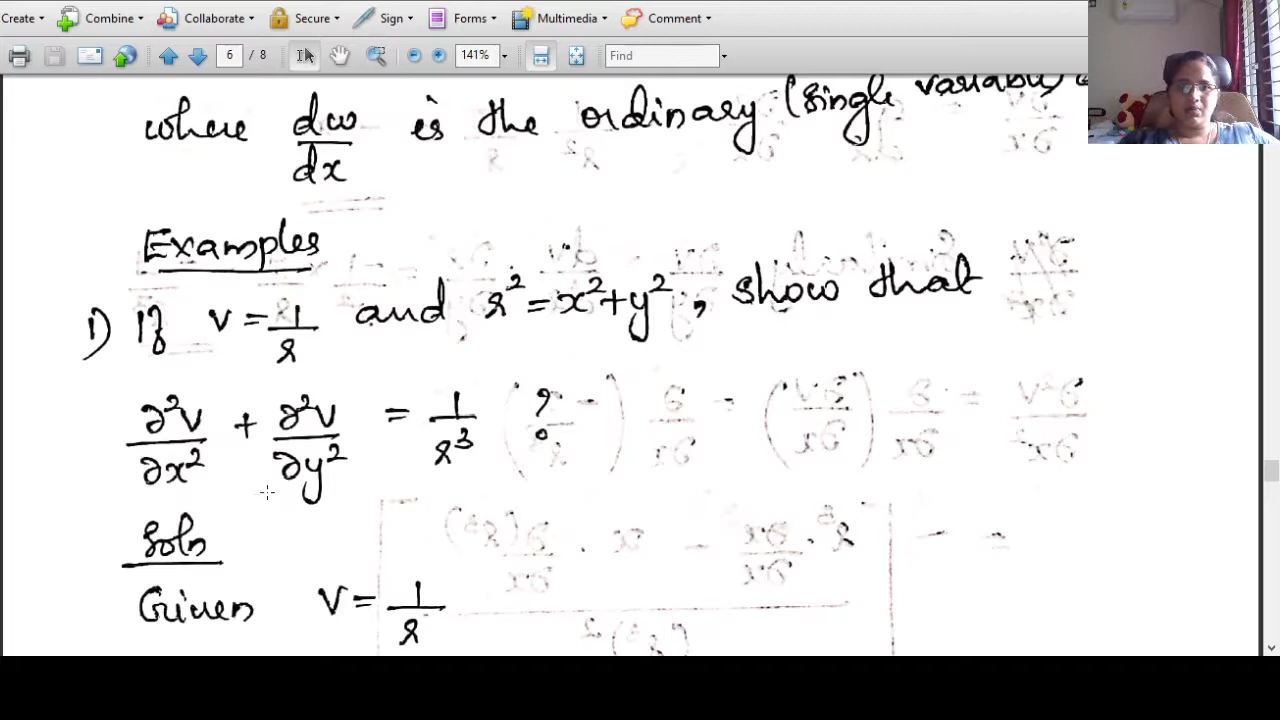 Create Combine Collaborate Secure Sign Forms Multimedia Comment
6 / 8 141% Find
where dw/dx is the ordinary (single variable)
Examples
1) If v = 1/r and r² = x² + y², show that
∂²v/∂x² + ∂²v/∂y² = 1/r³
Soln
Given v = 1/r